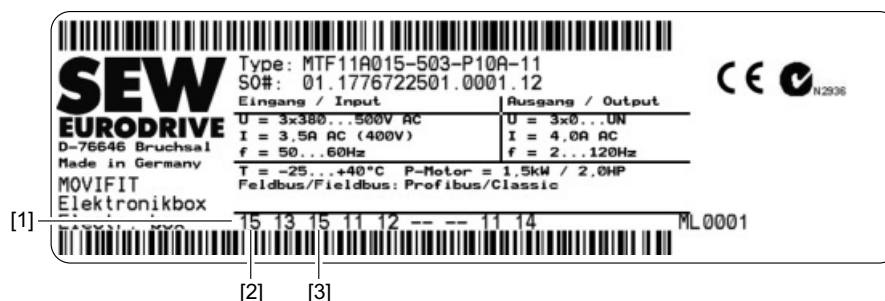 SEW
EURODRIVE
D-76646 Bruchsal
Made in Germany
MOVIFIT
Elektronikbox
Type: MTF11A015-503-P10A-11
SO#: 01.1776722501.0001.12
Eingang / Input
U = 3x380...500V AC
I = 3,5A AC (400V)
f = 50...60Hz
Ausgang / Output
U = 3x0...UN
I = 4,0A AC
f = 2...120Hz
T = -25...+40°C P-Motor = 1,5kW / 2,0HP
Feldbus/Fieldbus: Profibus/Classic
15 13 15 11 12 -- -- 11 14
ML0001
N2936
[1]
[2] [3]